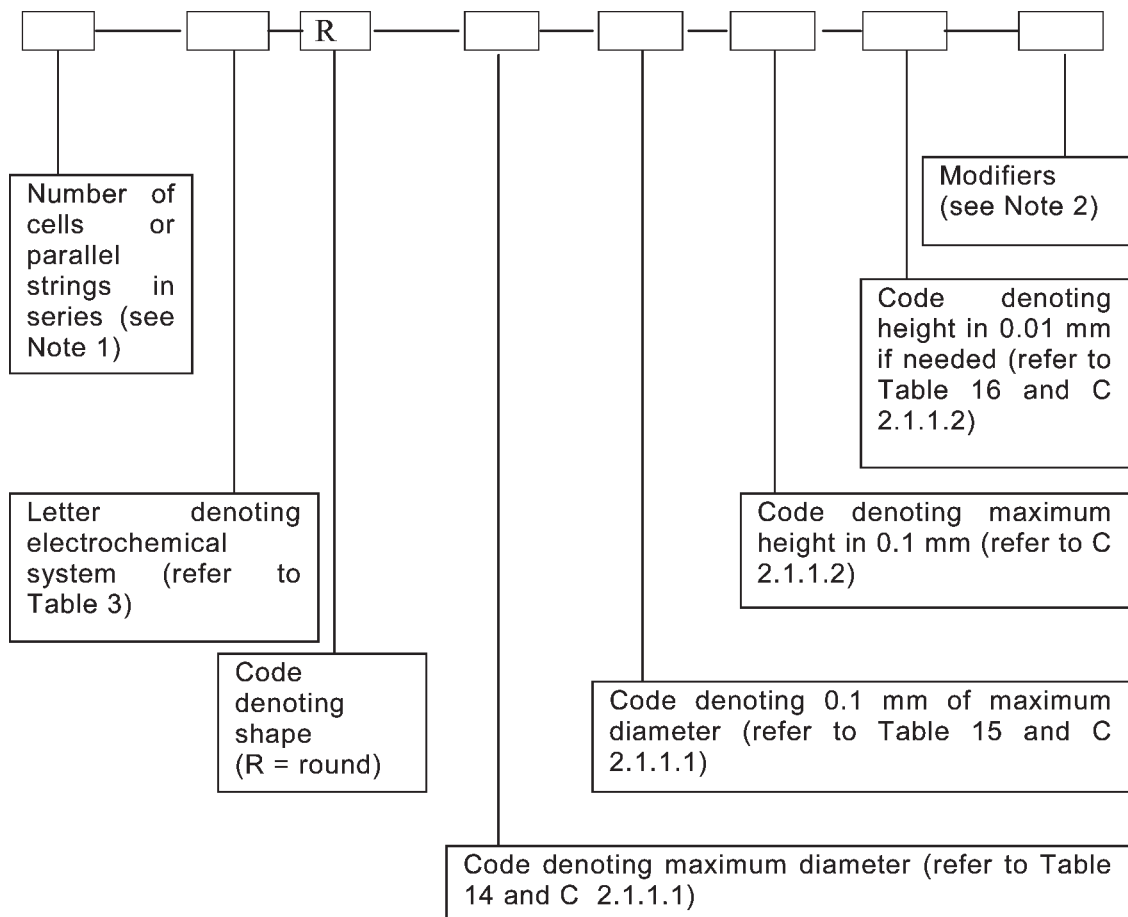 R
Number of
cells or
parallel
strings in
series (see
Note 1)
Modifiers
(see Note 2)
Code denoting
height in 0.01 mm
if needed (refer to
Table 16 and C
2.1.1.2)
Letter denoting
electrochemical
system (refer to
Table 3)
Code denoting maximum
height in 0.1 mm (refer to C
2.1.1.2)
Code
denoting
shape
(R = round)
Code denoting 0.1 mm of maximum
diameter (refer to Table 15 and C
2.1.1.1)
Code denoting maximum diameter (refer to Table
14 and C 2.1.1.1)